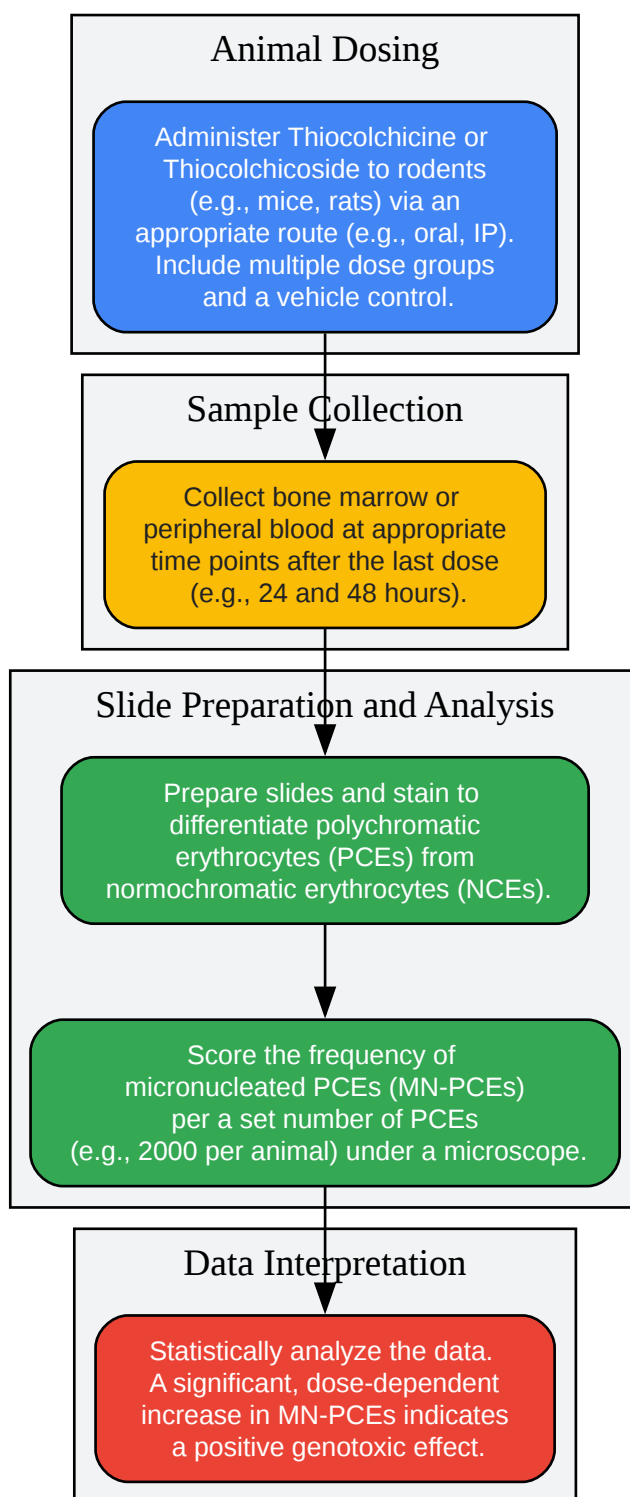 Animal Dosing
Administer Thiocolchicine or
Thiocolchicoside to rodents
(e.g., mice, rats) via an
appropriate route (e.g., oral, IP).
Include multiple dose groups
and a vehicle control.
Sample Collection
Collect bone marrow or
peripheral blood at appropriate
time points after the last dose
(e.g., 24 and 48 hours).
Slide Preparation and Analysis
Prepare slides and stain to
differentiate polychromatic
erythrocytes (PCEs) from
normochromatic erythrocytes (NCEs).
Score the frequency of
micronucleated PCEs (MN-PCEs)
per a set number of PCEs
(e.g., 2000 per animal) under a microscope.
Data Interpretation
Statistically analyze the data.
A significant, dose-dependent
increase in MN-PCEs indicates
a positive genotoxic effect.